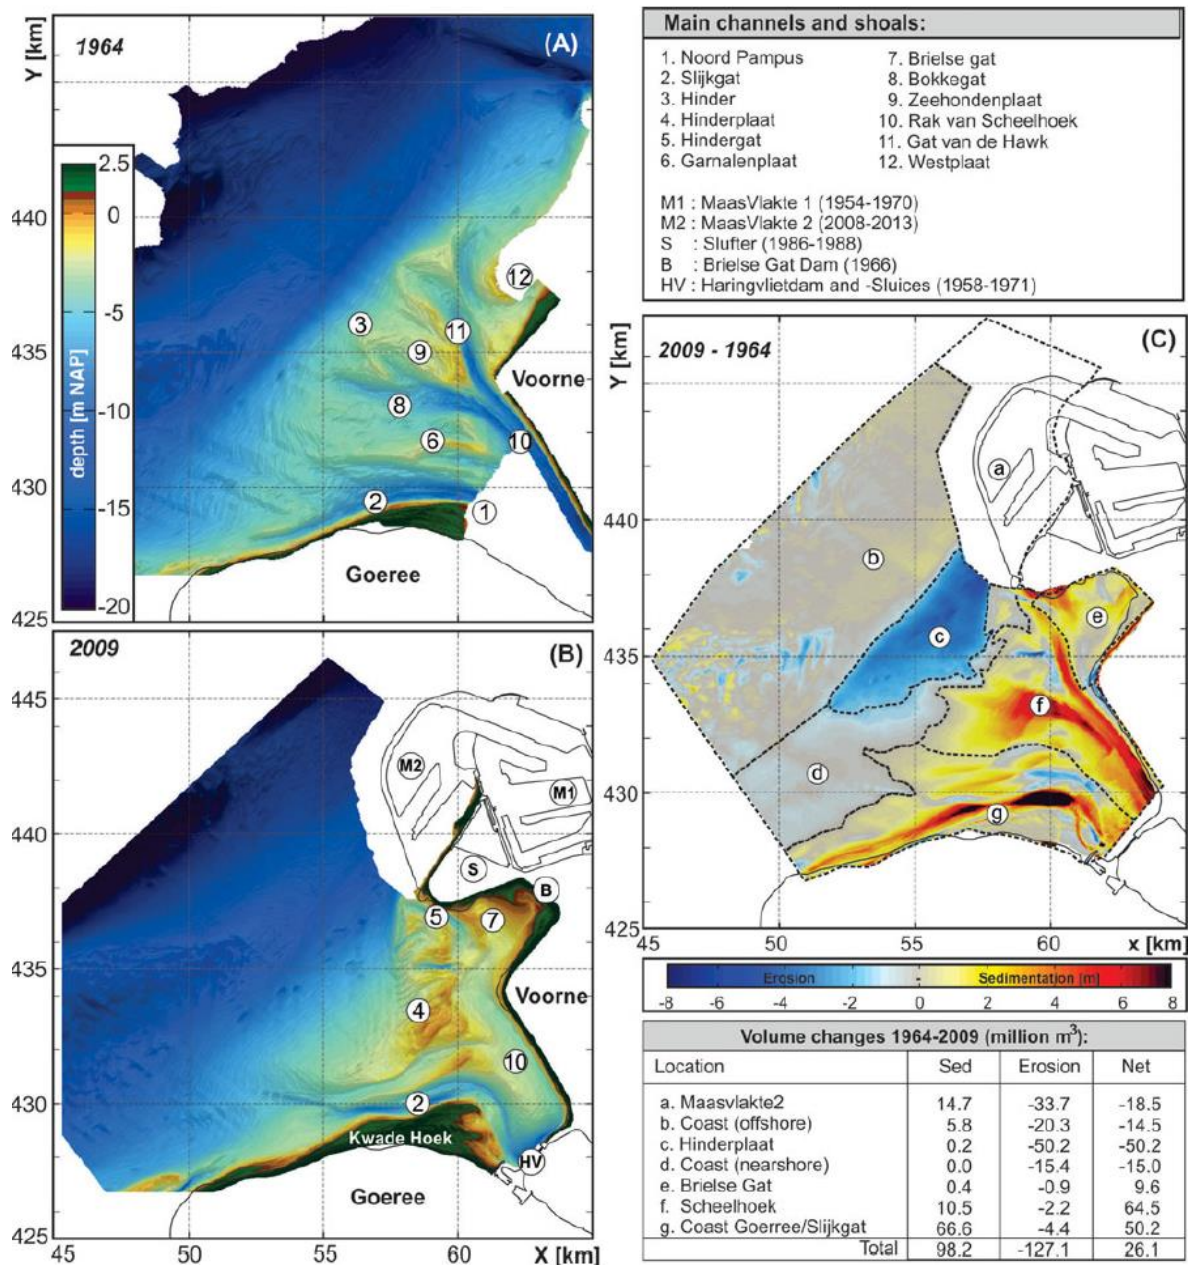 1964
(A)
Y [km]
440
435
430
425
2.5
0
-5
-10
-15
-20
depth [m NAP]
12
3
11
9
Voorne
8
6
10
2
1
Goeree
2009
(B)
Y [km]
445
440
435
430
425
M2
M1
S
B
5
7
Voorne
4
10
2
Kwade Hoek
HV
Goeree
45
50
55
60
X [km]
Main channels and shoals:
1. Noord Pampus
2. Slijkgat
3. Hinder
4. Hinderplaat
5. Hindergat
6. Garnalenplaat
7. Brielse gat
8. Bokkegat
9. Zeehondenplaat
10. Rak van Scheelhoek
11. Gat van de Hawk
12. Westplaat
M1 : MaasVlakte 1 (1954-1970)
M2 : MaasVlakte 2 (2008-2013)
S : Slufter (1986-1988)
B : Brielse Gat Dam (1966)
HV : Haringvlietdam and -Sluices (1958-1971)
2009 - 1964
(C)
Y [km]
440
435
430
425
a
b
c
e
f
d
g
45
50
55
60
x [km]
Erosion
Sedimentation [m]
-8 -6 -4 -2 0 2 4 6 8
Volume changes 1964-2009 (million m³):
Location Sed Erosion Net
a. Maasvlakte2 14.7 -33.7 -18.5
b. Coast (offshore) 5.8 -20.3 -14.5
c. Hinderplaat 0.2 -50.2 -50.2
d. Coast (nearshore) 0.0 -15.4 -15.0
e. Brielse Gat 0.4 -0.9 9.6
f. Scheelhoek 10.5 -2.2 64.5
g. Coast Goerree/Slijkgat 66.6 -4.4 50.2
Total 98.2 -127.1 26.1